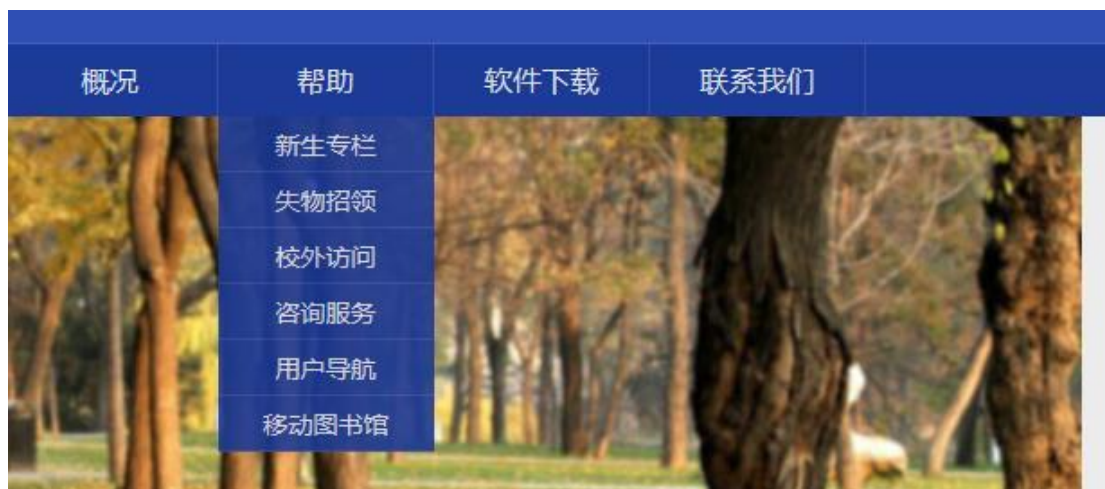 概况 帮助 软件下载 联系我们
新生专栏
失物招领
校外访问
咨询服务
用户导航
移动图书馆